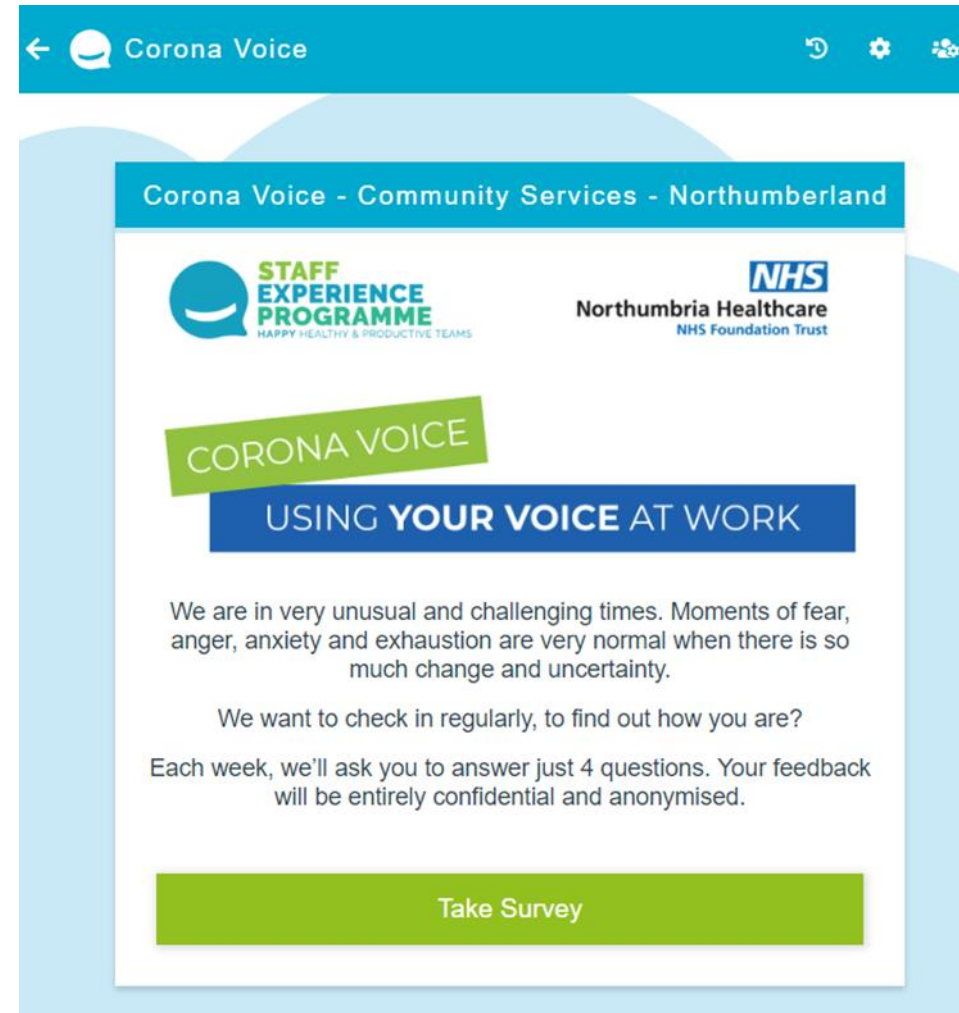 Corona Voice
Corona Voice - Community Services - Northumberland
STAFF
EXPERIENCE
PROGRAMME
HAPPY HEALTHY & PRODUCTIVE TEAMS
NHS
Northumbria Healthcare
NHS Foundation Trust
CORONA VOICE
USING YOUR VOICE AT WORK
We are in very unusual and challenging times. Moments of fear,
anger, anxiety and exhaustion are very normal when there is so
much change and uncertainty.
We want to check in regularly, to find out how you are?
Each week, we'll ask you to answer just 4 questions. Your feedback
will be entirely confidential and anonymised.
Take Survey